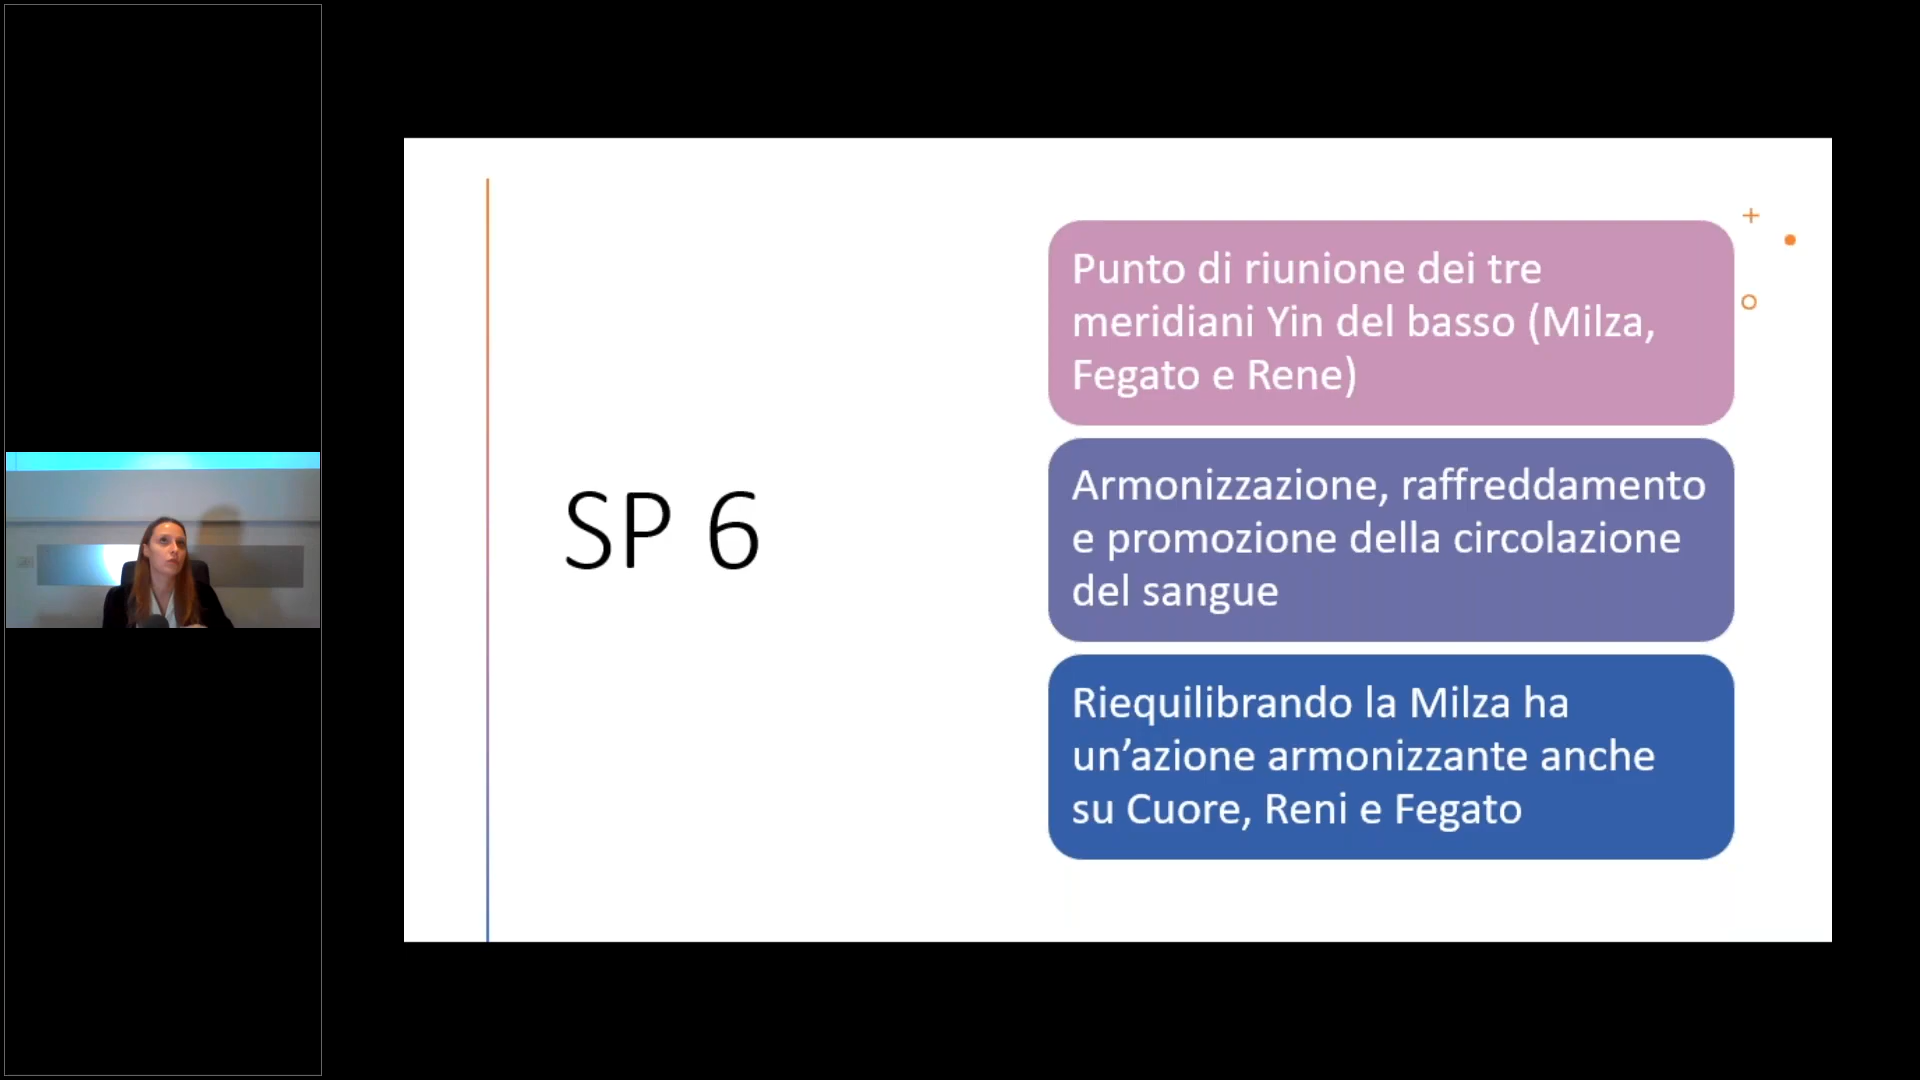 SP 6
Punto di riunione dei tre
meridiani Yin del basso (Milza,
Fegato e Rene)
Armonizzazione, raffreddamento
e promozione della circolazione
del sangue
Riequilibrando la Milza ha
un’azione armonizzante anche
su Cuore, Reni e Fegato